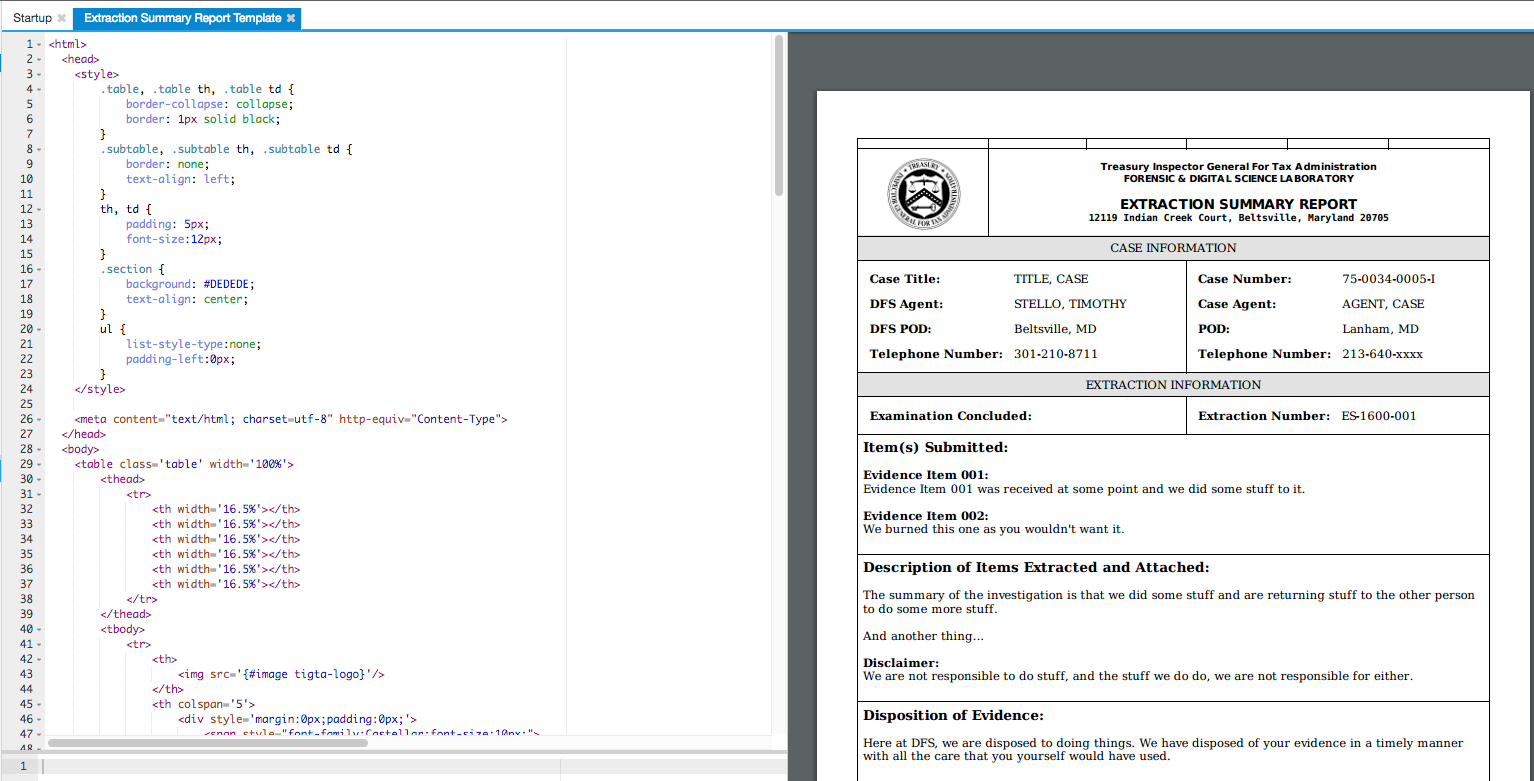 Startup ✖ Extraction Summary Report Template ✖
1 <html>
2 <head>
3 <style>
4 .table, .table th, .table td {
5 border-collapse: collapse;
6 border: 1px solid black;
7 }
8 .subtable, .subtable th, .subtable td {
9 border: none;
10 text-align: left;
11 }
12 th, td {
13 padding: 5px;
14 font-size:12px;
15 }
16 .section {
17 background: #DEDEDE;
18 text-align: center;
19 }
20 ul {
21 list-style-type:none;
22 padding-left:0px;
23 }
24 </style>
25
26 <meta content="text/html; charset=utf-8" http-equiv="Content-Type">
27 </head>
28 <body>
29 <table class='table' width='100%'>
30 <thead>
31 <tr>
32 <th width='16.5%'></th>
33 <th width='16.5%'></th>
34 <th width='16.5%'></th>
35 <th width='16.5%'></th>
36 <th width='16.5%'></th>
37 <th width='16.5%'></th>
38 </tr>
39 </thead>
40 <tbody>
41 <tr>
42 <th>
43 <img src='{#image tigta-logo}'/>
44 </th>
45 <th colspan='5'>
46 <div style='margin:0px;padding:0px;'>
47 <span style="font-family:Castellar;font-size:10px;">
48
1
Treasury Inspector General For Tax Administration
FORENSIC & DIGITAL SCIENCE LABORATORY
EXTRACTION SUMMARY REPORT
12119 Indian Creek Court, Beltsville, Maryland 20705
CASE INFORMATION
Case Title: TITLE, CASE Case Number: 75-0034-0005-I
DFS Agent: STELLO, TIMOTHY Case Agent: AGENT, CASE
DFS POD: Beltsville, MD POD: Lanham, MD
Telephone Number: 301-210-8711 Telephone Number: 213-640-xxxx
EXTRACTION INFORMATION
Examination Concluded: Extraction Number: ES-1600-001
Item(s) Submitted:
Evidence Item 001:
Evidence Item 001 was received at some point and we did some stuff to it.
Evidence Item 002:
We burned this one as you wouldn't want it.
Description of Items Extracted and Attached:
The summary of the investigation is that we did some stuff and are returning stuff to the other person
to do some more stuff.
And another thing...
Disclaimer:
We are not responsible to do stuff, and the stuff we do do, we are not responsible for either.
Disposition of Evidence:
Here at DFS, we are disposed to doing things. We have disposed of your evidence in a timely manner
with all the care that you yourself would have used.